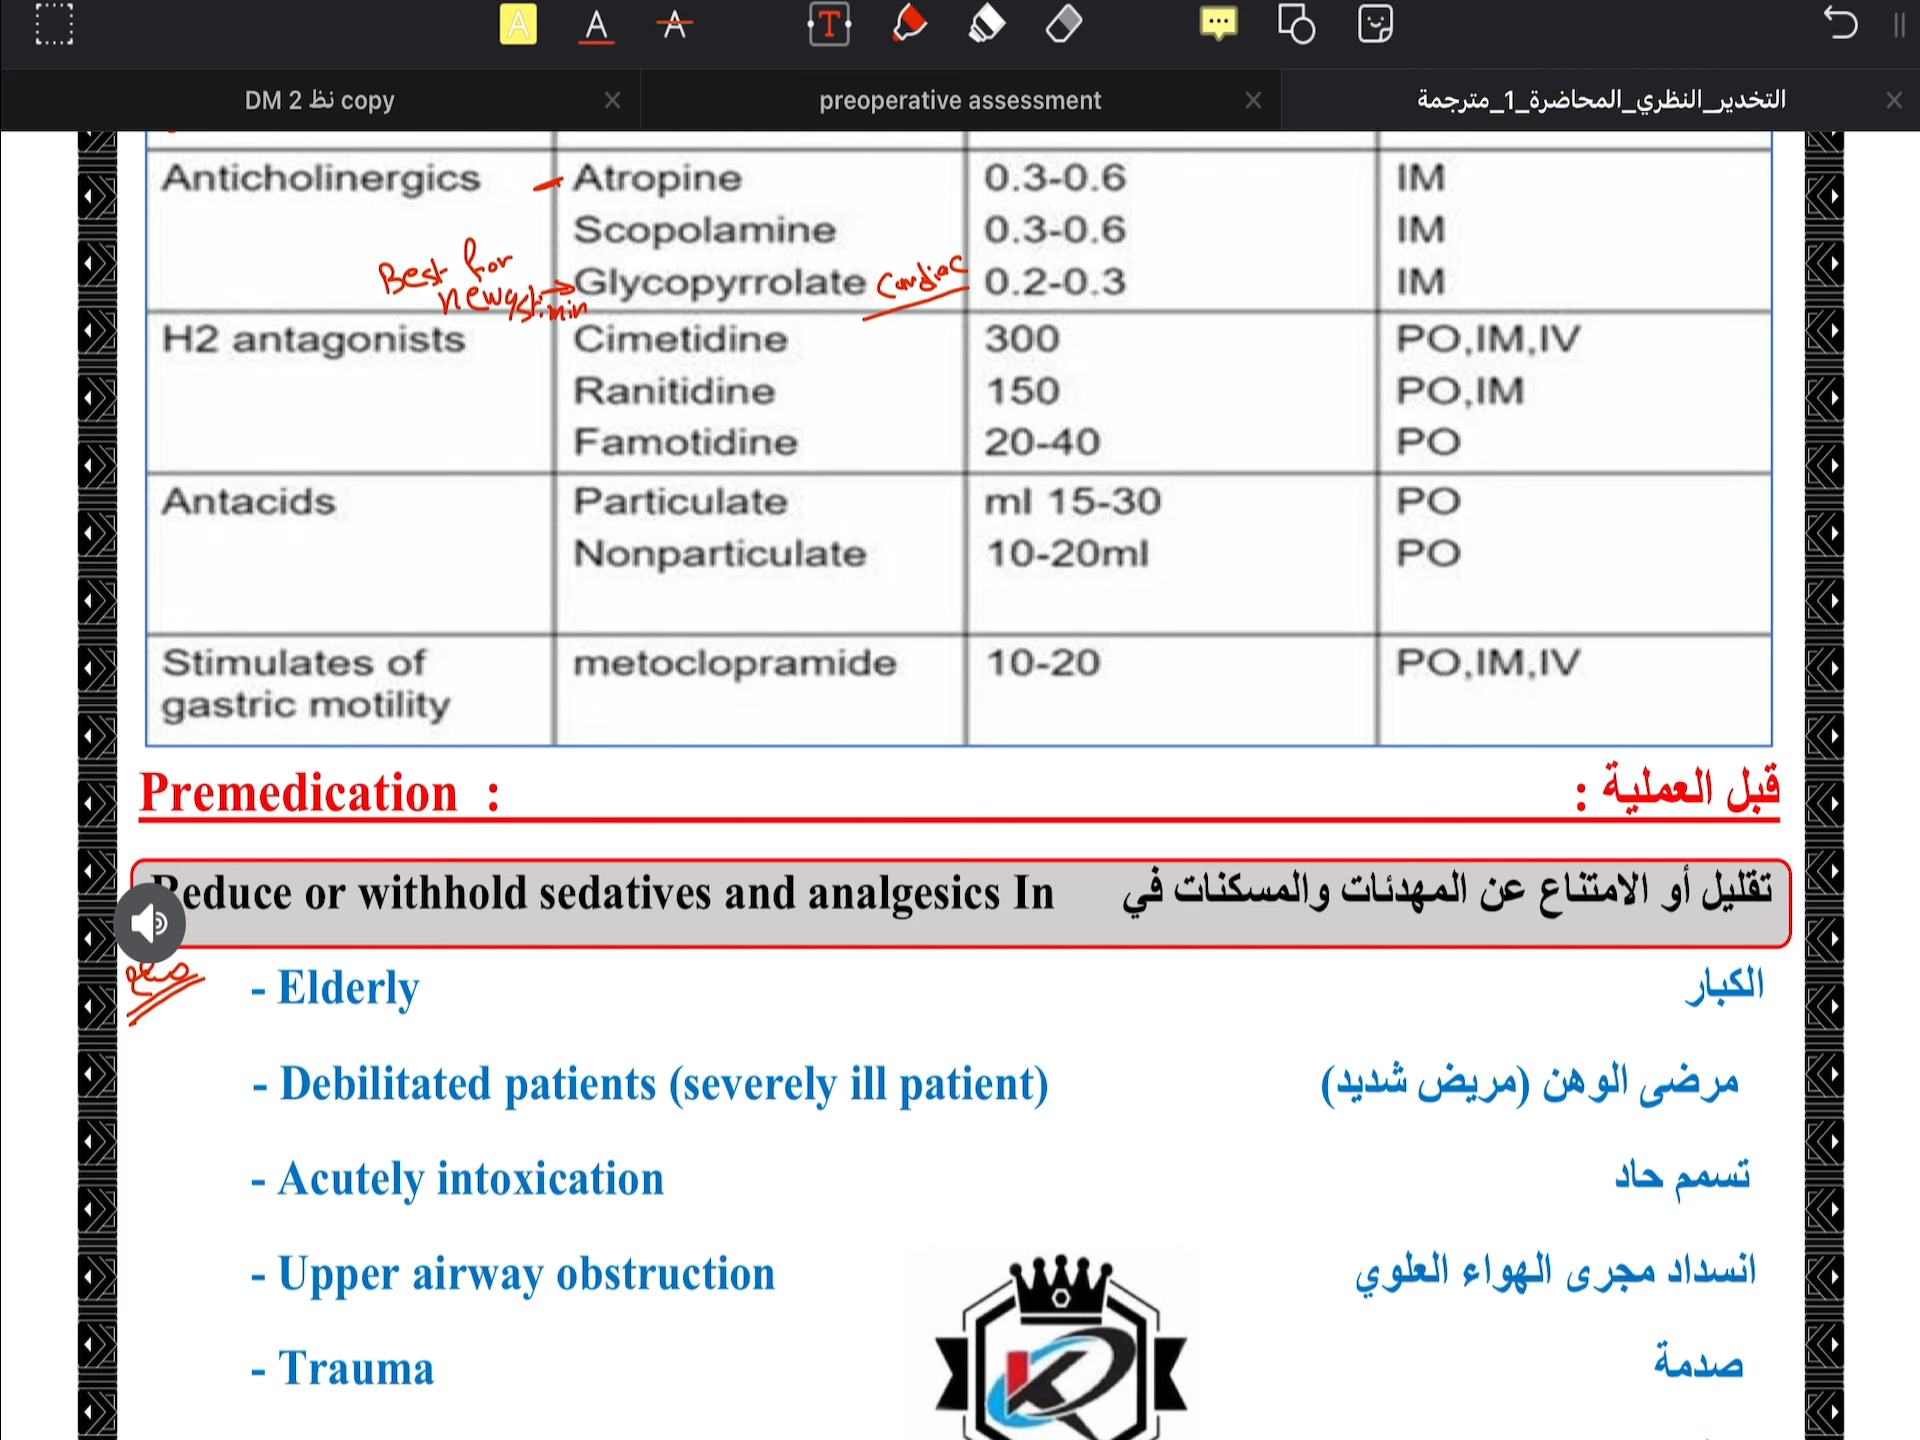 DM 2 نظ copy
preoperative assessment
التخدير_النظري_المحاضرة_1_مترجمة
Anticholinergics Atropine 0.3-0.6 IM
Scopolamine 0.3-0.6 IM
Best for
Glycopyrrolate Cardiac 0.2-0.3 IM
H2 antagonists Cimetidine 300 PO,IM,IV
Ranitidine 150 PO,IM
Famotidine 20-40 PO
Antacids Particulate ml 15-30 PO
Nonparticulate 10-20ml PO
Stimulates of metoclopramide 10-20 PO,IM,IV
gastric motility
Premedication : قبل العملية :
Reduce or withhold sedatives and analgesics In تقليل أو الامتناع عن المهدئات والمسكنات في
- Elderly الكبار
- Debilitated patients (severely ill patient) مرضى الوهن (مريض شديد)
- Acutely intoxication تسمم حاد
- Upper airway obstruction انسداد مجرى الهواء العلوي
- Trauma صدمة